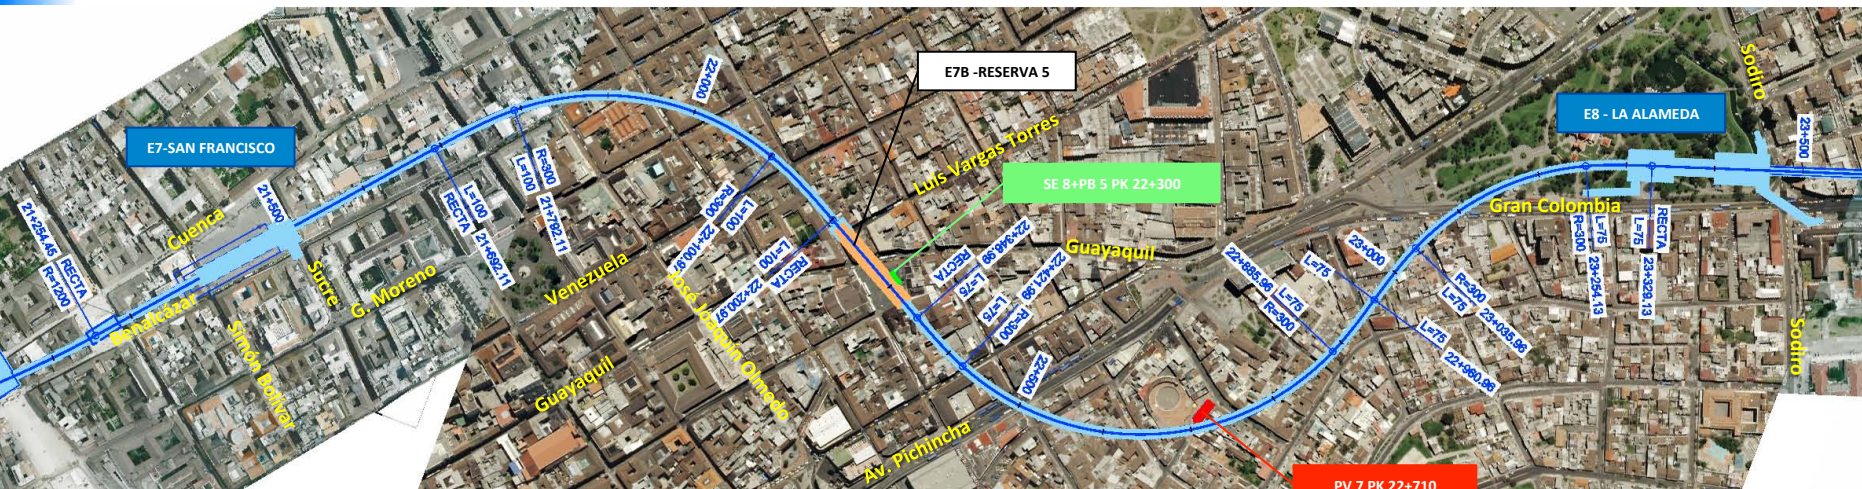 E7B -RESERVA 5
E7-SAN FRANCISCO
E8 - LA ALAMEDA
SE 8+PB 5 PK 22+300
PV 7 PK 22+710
Cuenca
Benalcázar
Sucre
Simón Bolívar
G. Moreno
Venezuela
José Joaquín Olmedo
Guayaquil
Luis Vargas Torres
Guayaquil
Av. Pichincha
Gran Colombia
Sodiro
Sodiro
21+254.45
RECTA
R=1200
21+500
L=100
RECTA
21+692.11
R=300
L=100
21+792.11
22+000
R=300
L=100
22+100.97
L=100
RECTA
22+200.97
22+346.99
RECTA
L=75
22+421.99
L=75
R=300
22+500
22+885.96
L=75
R=300
23+000
L=75
L=75
22+960.96
R=300
L=75
23+035.96
R=300
L=75
23+254.13
RECTA
L=75
23+329.13
23+500